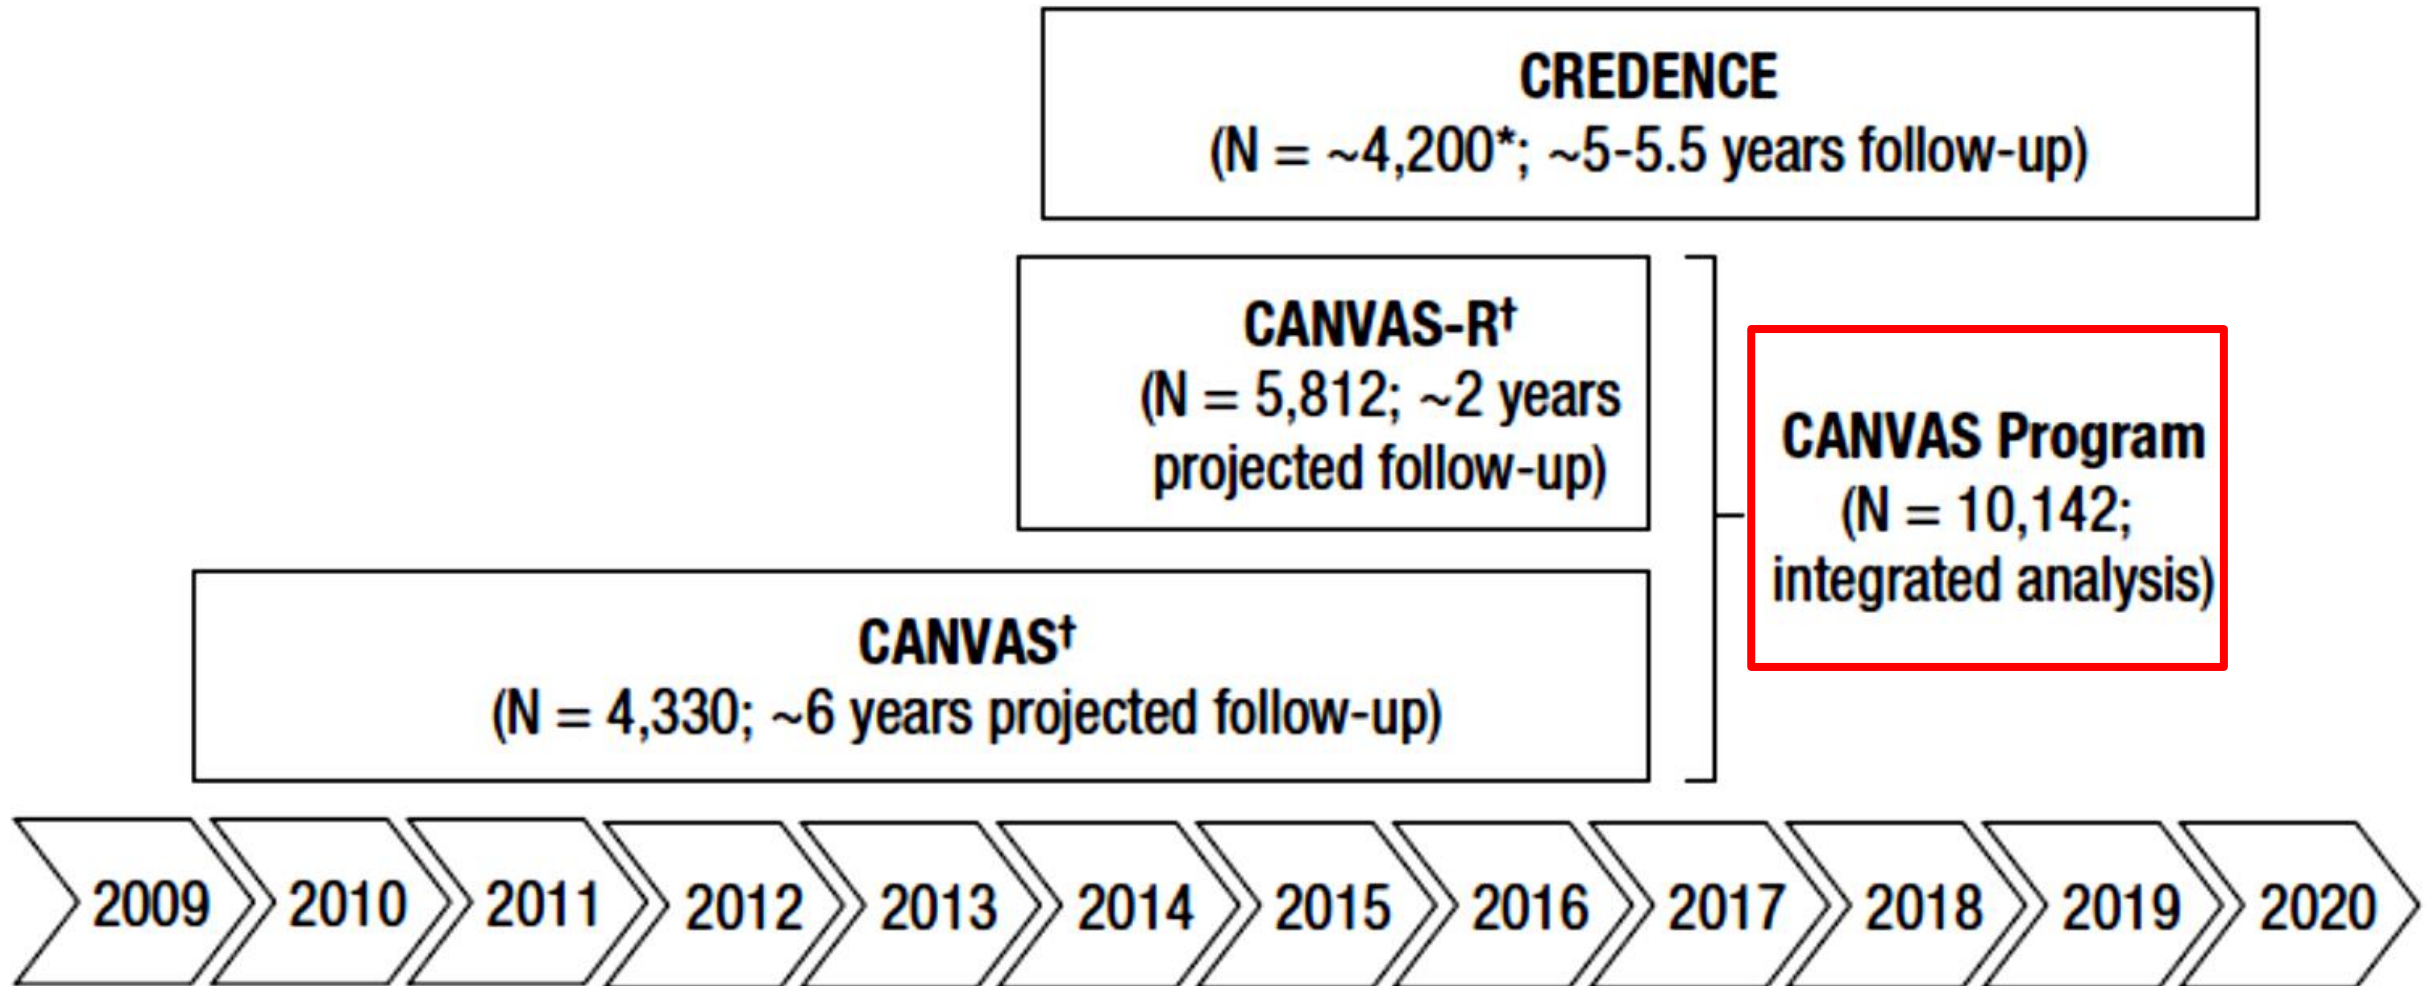 CREDENCE
(N = ~4,200*; ~5-5.5 years follow-up)
CANVAS-R†
(N = 5,812; ~2 years
projected follow-up)
CANVAS Program
(N = 10,142;
integrated analysis)
CANVAS†
(N = 4,330; ~6 years projected follow-up)
2009 2010 2011 2012 2013 2014 2015 2016 2017 2018 2019 2020